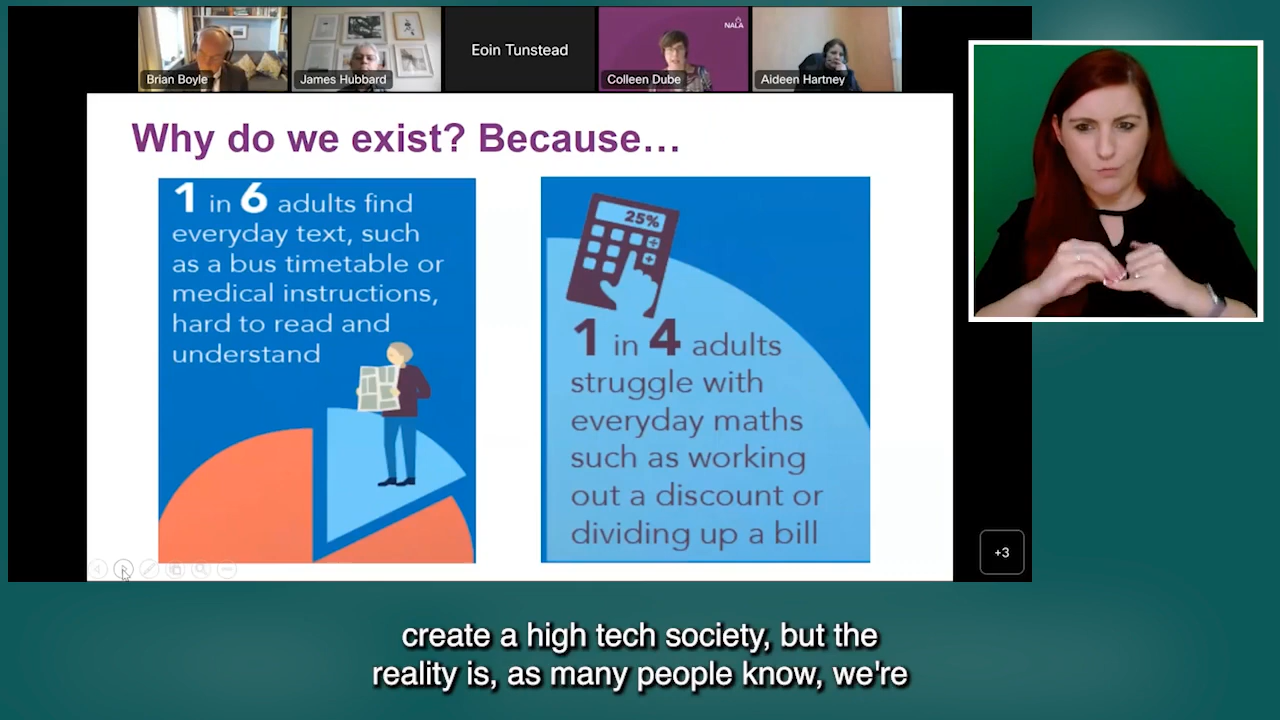 Brian Boyle
James Hubbard
Eoin Tunstead
NALA
Colleen Dube
Aideen Hartney
Why do we exist? Because...
1 in 6 adults find
everyday text, such
as a bus timetable or
medical instructions,
hard to read and
understand
25%
1 in 4 adults
struggle with
everyday maths
such as working
out a discount or
dividing up a bill
+3
create a high tech society, but the
reality is, as many people know, we're